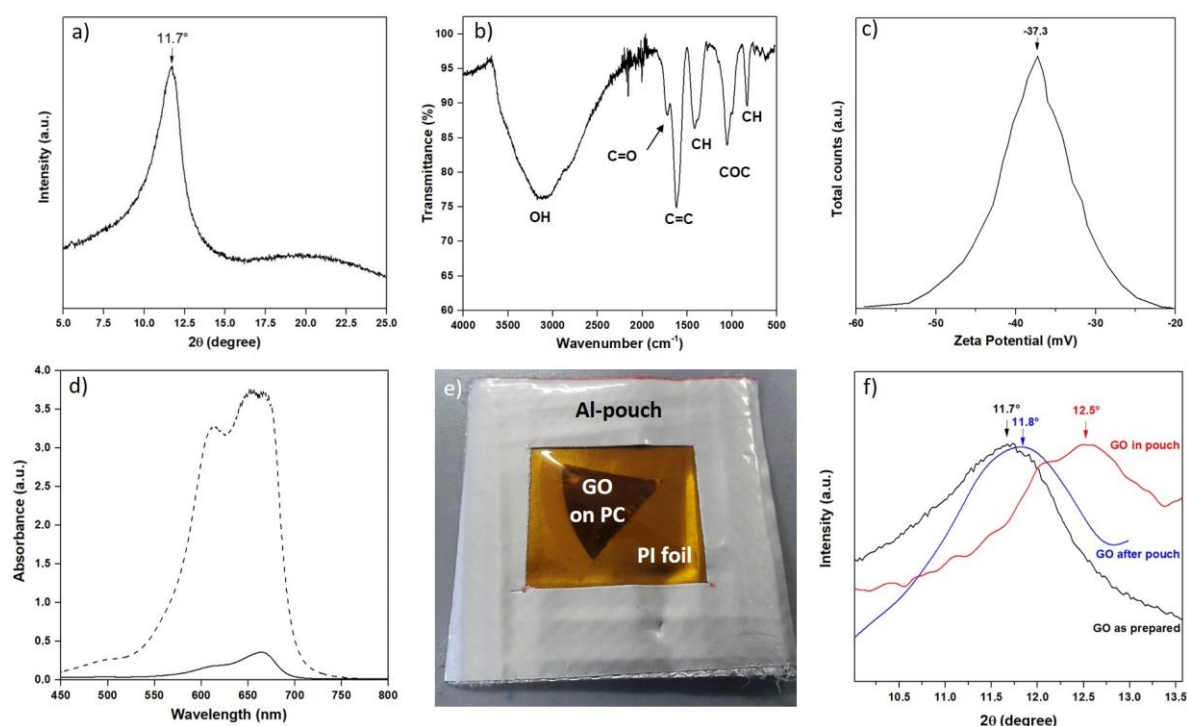 a)
11.7°
Intensity (a.u.)
5.0 7.5 10.0 12.5 15.0 17.5 20.0 22.5 25.0
2θ (degree)
b)
100
95
90
85
80
75
70
65
60
Transmittance (%)
OH
C=O
C=C
CH
COC
CH
4000 3500 3000 2500 2000 1500 1000 500
Wavenumber (cm⁻¹)
c)
-37.3
Total counts (a.u.)
-60 -50 -40 -30 -20
Zeta Potential (mV)
d)
4.0
3.5
3.0
2.5
2.0
1.5
1.0
0.5
0.0
Absorbance (a.u.)
450 500 550 600 650 700 750 800
Wavelength (nm)
e)
Al-pouch
GO
on PC
PI foil
f)
11.7°
11.8°
12.5°
GO in pouch
GO after pouch
GO as prepared
Intensity (a.u.)
10.5 11.0 11.5 12.0 12.5 13.0 13.5
2θ (degree)